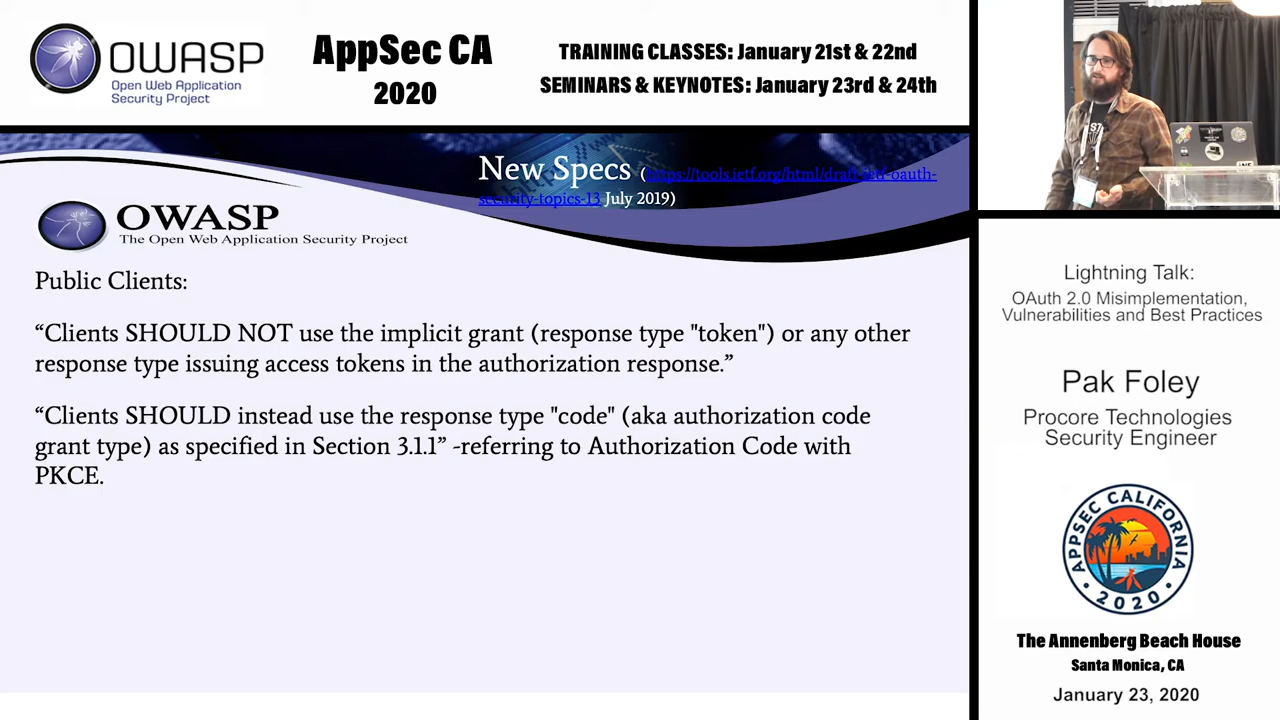 OWASP
Open Web Application
Security Project
AppSec CA
2020
TRAINING CLASSES: January 21st & 22nd
SEMINARS & KEYNOTES: January 23rd & 24th
New Specs (https://tools.ietf.org/html/draft-ietf-oauth-
security-topics-13 July 2019)
OWASP
The Open Web Application Security Project
Public Clients:
“Clients SHOULD NOT use the implicit grant (response type "token") or any other
response type issuing access tokens in the authorization response.”
“Clients SHOULD instead use the response type "code" (aka authorization code
grant type) as specified in Section 3.1.1” -referring to Authorization Code with
PKCE.
Lightning Talk:
OAuth 2.0 Misimplementation,
Vulnerabilities and Best Practices
Pak Foley
Procore Technologies
Security Engineer
APPSEC CALIFORNIA
2020
The Annenberg Beach House
Santa Monica, CA
January 23, 2020